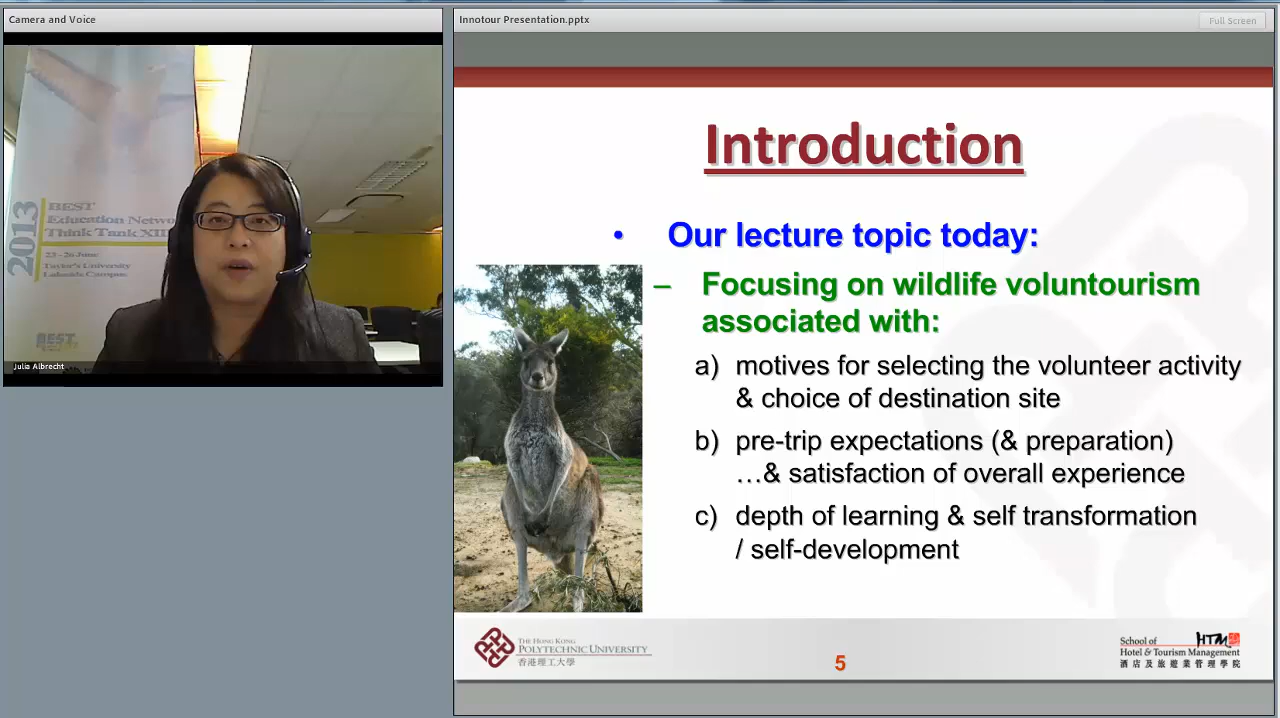 Camera and Voice
2013
BEST
Education Netwo
Think Tank XIII
23 - 26 June
Taylor's University
Lakeside Campus
BEST
Julia Albrecht
Innotour Presentation.pptx
Full Screen
Introduction
• Our lecture topic today:
– Focusing on wildlife voluntourism
associated with:
a) motives for selecting the volunteer activity
& choice of destination site
b) pre-trip expectations (& preparation)
…& satisfaction of overall experience
c) depth of learning & self transformation
/ self-development
THE HONG KONG
POLYTECHNIC UNIVERSITY
香港理工大學
5
School of HTM
Hotel & Tourism Management
酒店及旅遊業管理學院